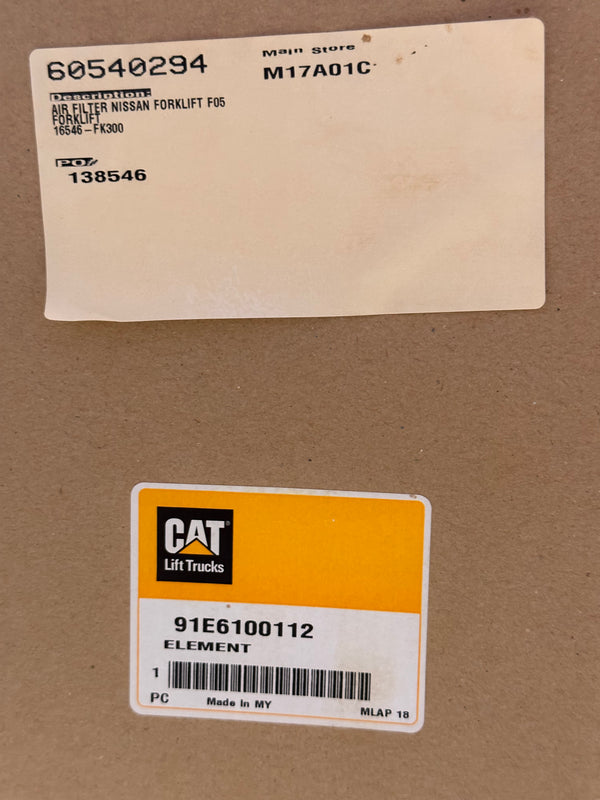 60540294
Main Store
M17A01C
Description:
AIR FILTER NISSAN FORKLIFT F05
FORKLIFT
16546-FK300
PO#
138546
CAT®
Lift Trucks
91E6100112
ELEMENT
1
PC
Made In MY
MLAP 18